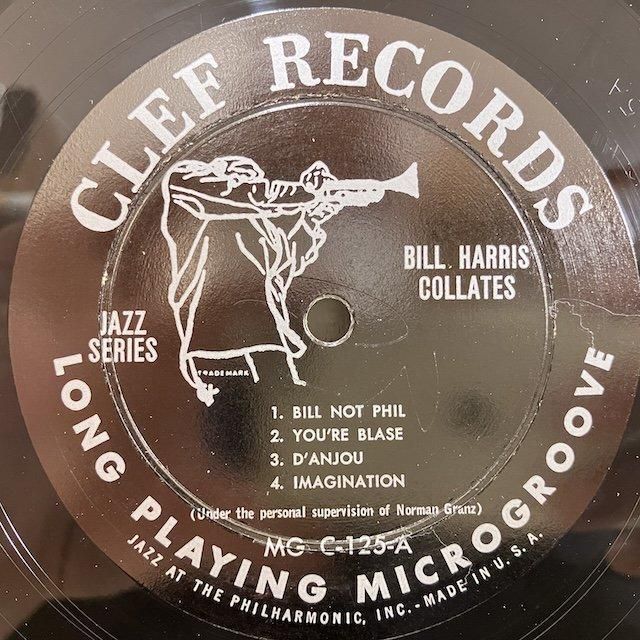 CLEF RECORDS
BILL HARRIS
COLLATES
JAZZ
SERIES
TRADE MARK
1. BILL NOT PHIL
2. YOU'RE BLASE
3. D'ANJOU
4. IMAGINATION
(Under the personal supervision of Norman Granz)
MG C-125-A
LONG PLAYING MICROGROOVE
JAZZ AT THE PHILHARMONIC, INC. - MADE IN U.S.A.